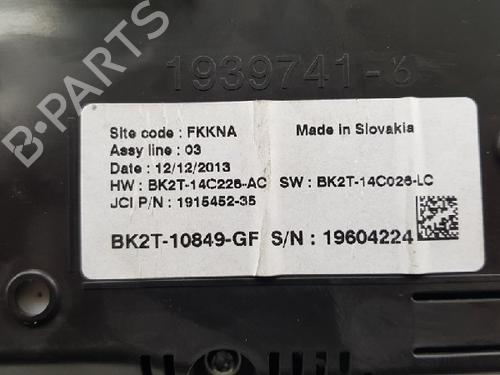 1939741-6
Site code : FKKNA Made in Slovakia
Assy line : 03
Date : 12/12/2013
HW : BK2T-14C226-AC SW : BK2T-14C026-LC
JCI P/N : 1915452-35
BK2T-10849-GF S/N : 19604224
B-PARTS